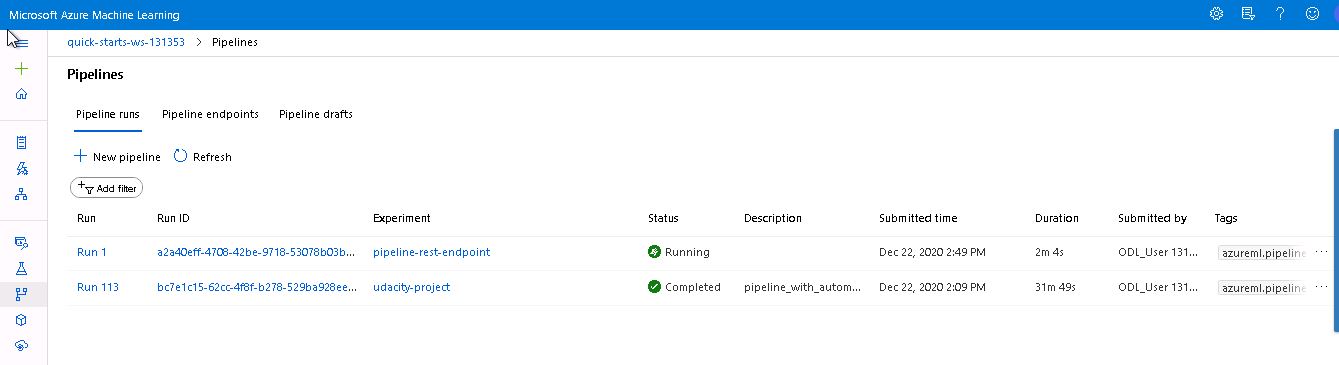 Microsoft Azure Machine Learning
quick-starts-ws-131353 > Pipelines
Pipelines
Pipeline runs Pipeline endpoints Pipeline drafts
New pipeline Refresh
Add filter
Run Run ID Experiment Status Description Submitted time Duration Submitted by Tags
Run 1 a2a40eff-4708-42be-9718-53078b03b... pipeline-rest-endpoint Running Dec 22, 2020 2:49 PM 2m 4s ODL_User 131... azureml.pipeline ...
Run 113 bc7e1c15-62cc-4f8f-b278-529ba928ee... udacity-project Completed pipeline_with_autom... Dec 22, 2020 2:09 PM 31m 49s ODL_User 131... azureml.pipeline ...